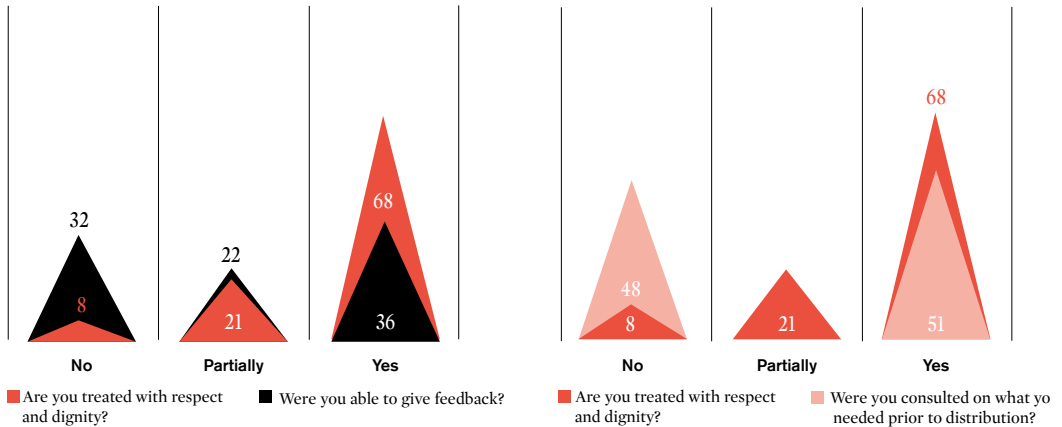 32
8
No
22
21
Partially
68
36
Yes
Are you treated with respect
and dignity?
Were you able to give feedback?
48
8
No
21
Partially
68
51
Yes
Are you treated with respect
and dignity?
Were you consulted on what yo
needed prior to distribution?